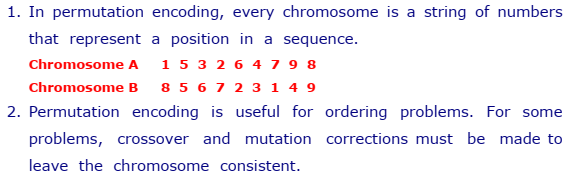 1. In permutation encoding, every chromosome is a string of numbers
that represent a position in a sequence.
Chromosome A 1 5 3 2 6 4 7 9 8
Chromosome B 8 5 6 7 2 3 1 4 9
2. Permutation encoding is useful for ordering problems. For some
problems, crossover and mutation corrections must be made to
leave the chromosome consistent.